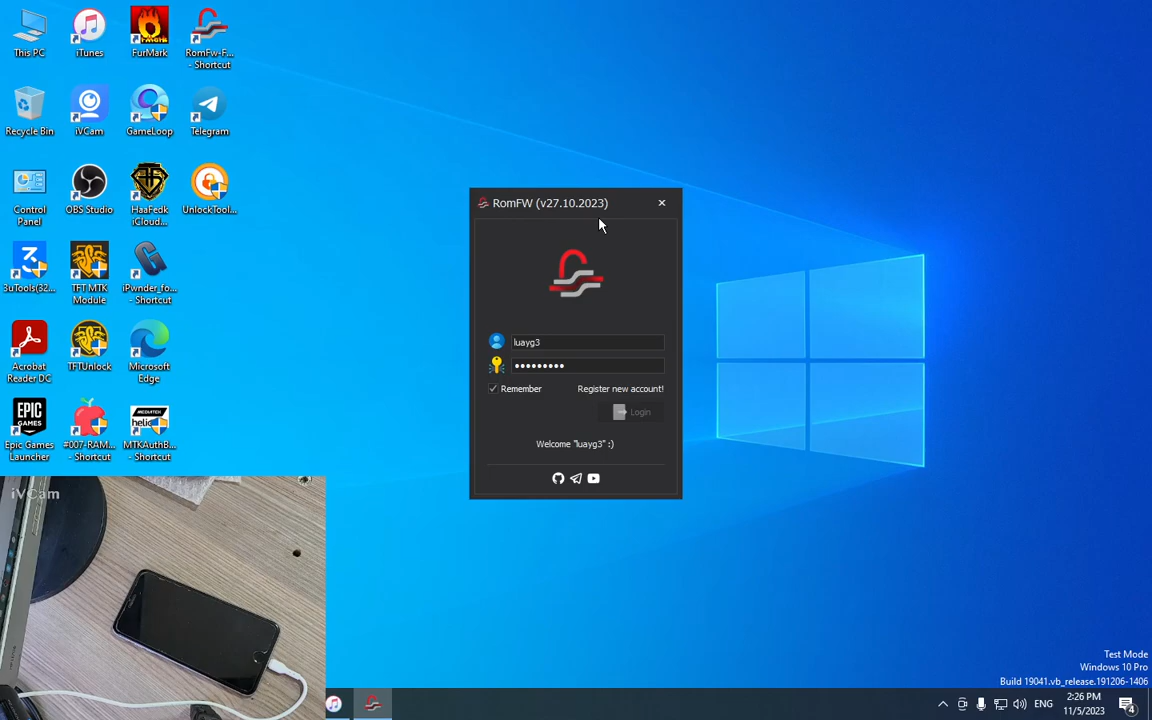 This PC
iTunes
FurMark
RomFw-F...
- Shortcut
Recycle Bin
iVCam
GameLoop
Telegram
Control
Panel
OBS Studio
HaaFedk
iCloud...
UnlockTool...
3uTools(32...
TFT MTK
Module
iPwnder_fo...
- Shortcut
Acrobat
Reader DC
TFTUnlock
Microsoft
Edge
Epic Games
Launcher
#007-RAM...
- Shortcut
MTKAuthB...
- Shortcut
RomFW (v27.10.2023)
luayg3
Remember
Register new account!
Login
Welcome "luayg3" :)
iVCam
Test Mode
Windows 10 Pro
Build 19041.vb_release.191206-1406
ENG
2:26 PM
11/5/2023
4